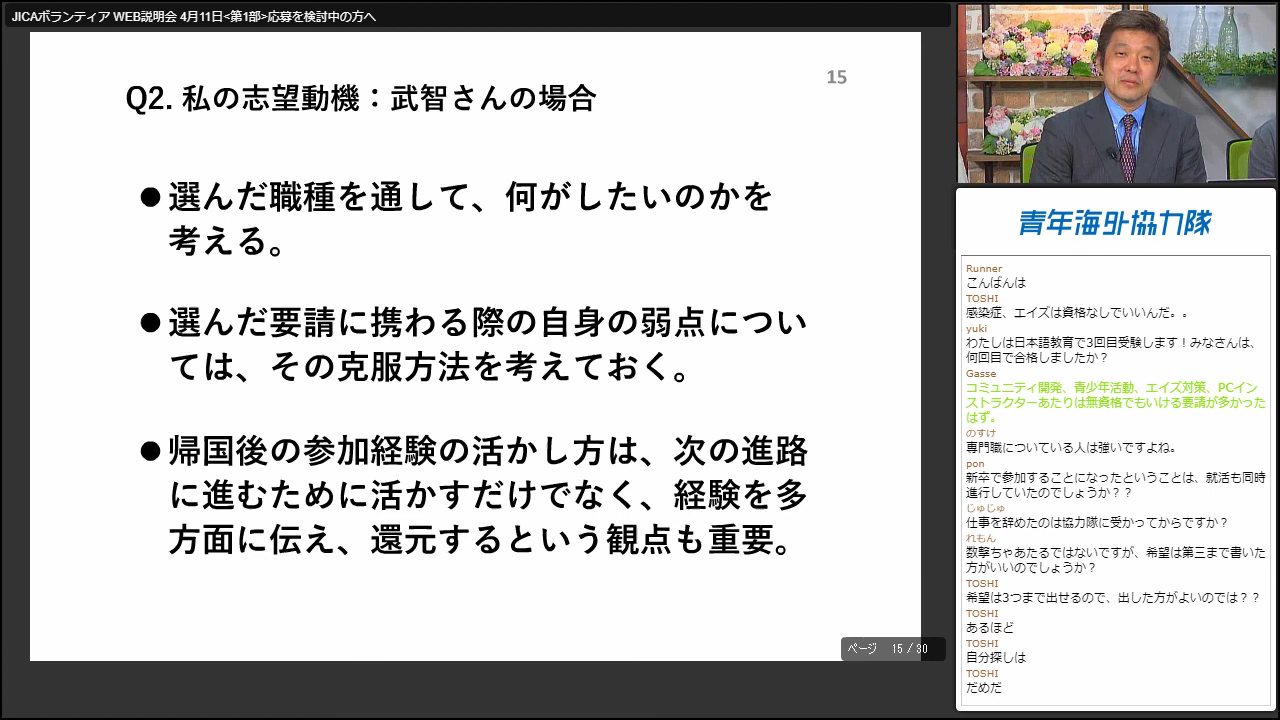 JICAボランティア WEB説明会 4月11日<第1部>応募を検討中の方へ
15
Q2. 私の志望動機：武智さんの場合
●選んだ職種を通して、何がしたいのかを
考える。
●選んだ要請に携わる際の自身の弱点につい
ては、その克服方法を考えておく。
●帰国後の参加経験の活かし方は、次の進路
に進むために活かすだけでなく、経験を多
方面に伝え、還元するという観点も重要。
ページ 15 / 30
青年海外協力隊
Runner
こんばんは
TOSHI
感染症、エイズは資格なしでいいんだ。。
yuki
わたしは日本語教育で3回目受験します！みなさんは、
何回目で合格しましたか？
Gasse
コミュニティ開発、青少年活動、エイズ対策、PCイン
ストラクターあたりは無資格でもいける要請が多かった
はず。
のすけ
専門職についている人は強いですよね。
pon
新卒で参加することになったということは、就活も同時
進行していたのでしょうか？？
じゅじゅ
仕事を辞めたのは協力隊に受かってからですか？
れもん
数撃ちゃあたるではないですが、希望は第三まで書いた
方がいいのでしょうか？
TOSHI
希望は3つまで出せるので、出した方がよいのでは？？
TOSHI
あるほど
TOSHI
自分探しは
TOSHI
だめだ